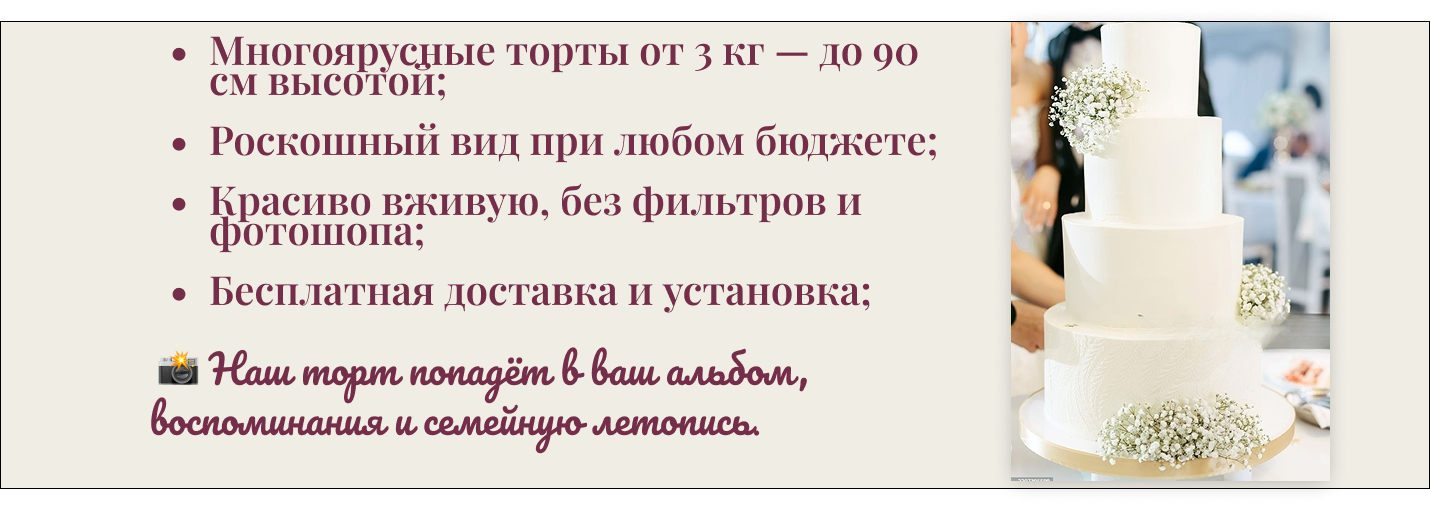 • Многоярусные торты от 3 кг — до 90
см высотой;
• Роскошный вид при любом бюджете;
• Красиво вживую, без фильтров и
фотошопа;
• Бесплатная доставка и установка;
📸 Наш торт попадёт в ваш альбом,
воспоминания и семейную летопись.